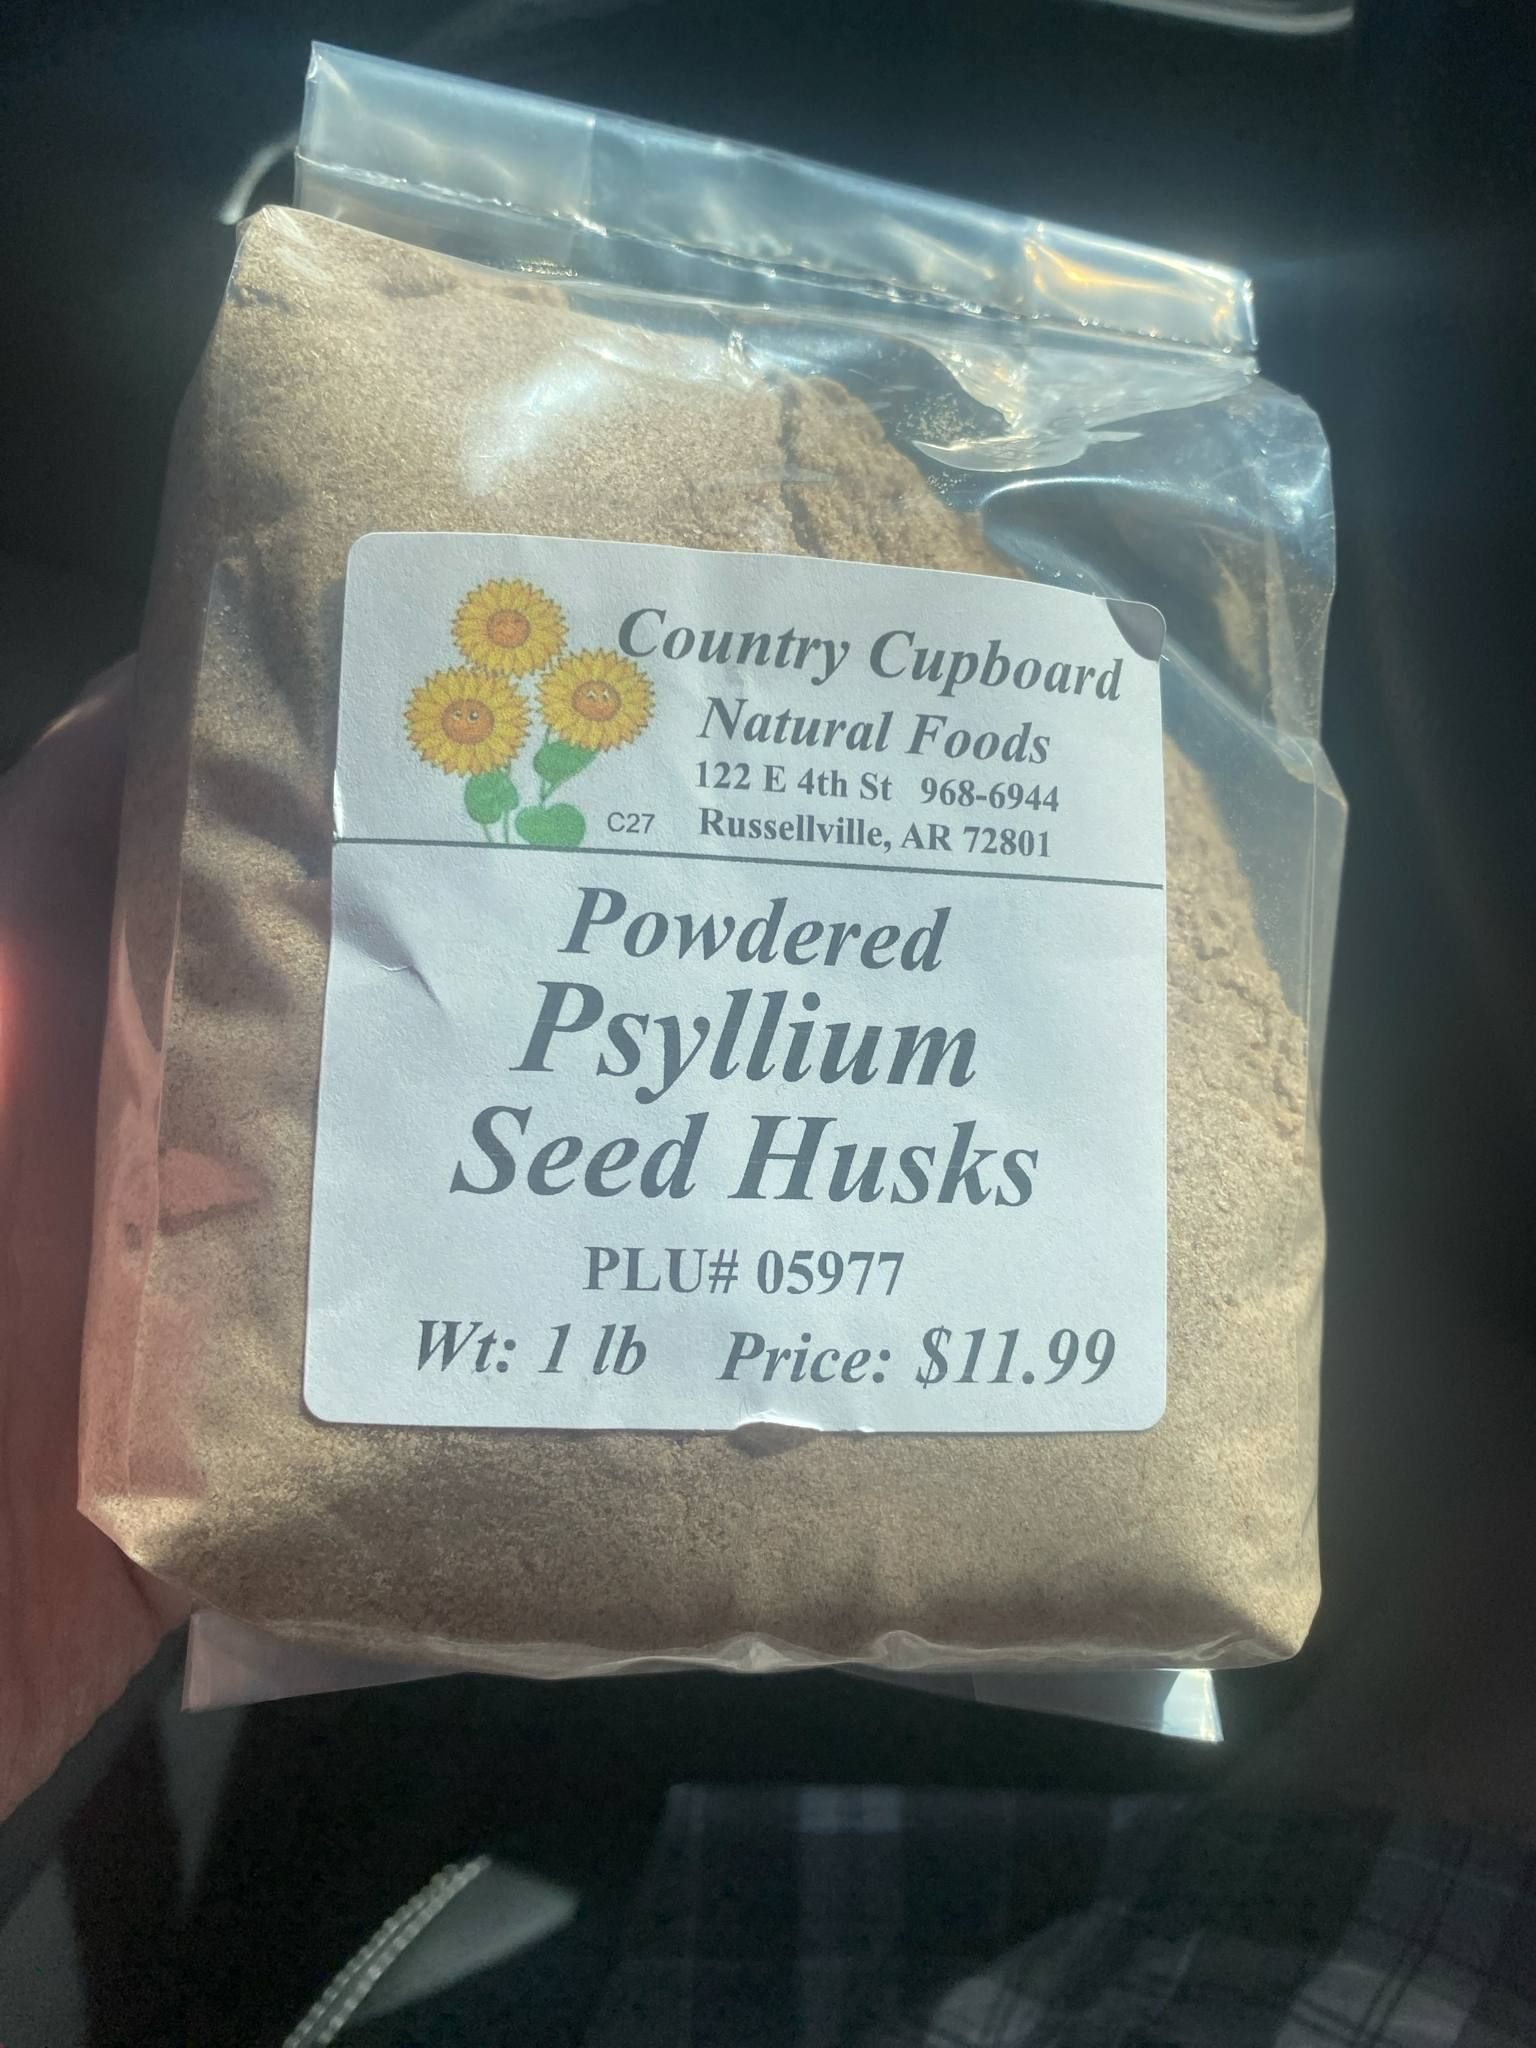 Country Cupboard
Natural Foods
122 E 4th St 968-6944
C27 Russellville, AR 72801
Powdered
Psyllium
Seed Husks
PLU# 05977
Wt: 1 lb Price: $11.99